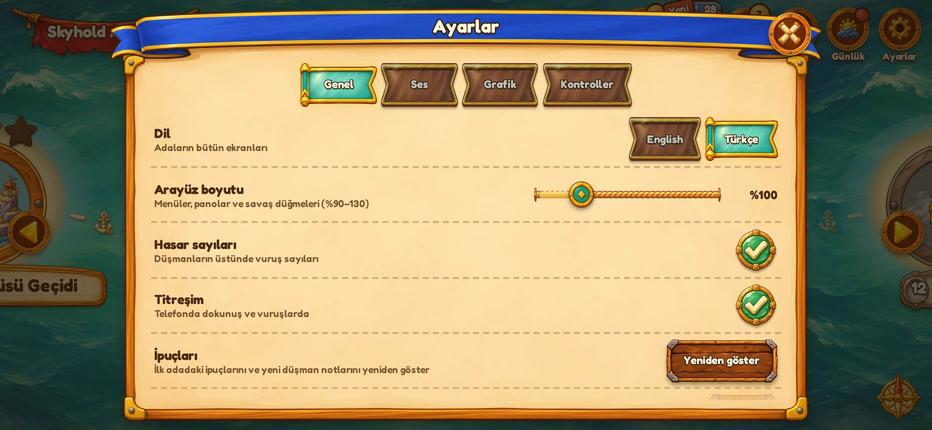 Ayarlar
Skyhold
Yeni
28
Günlük
Ayarlar
Genel
Ses
Grafik
Kontroller
Dil
Adaların bütün ekranları
English
Türkçe
Arayüz boyutu
Menüler, panolar ve savaş düğmeleri (%90–130)
%100
Hasar sayıları
Düşmanların üstünde vuruş sayıları
Titreşim
Telefonda dokunuş ve vuruşlarda
üsü Geçidi
12
İpuçları
İlk adadaki ipuçlarını ve yeni düşman notlarını yeniden göster
Yeniden göster